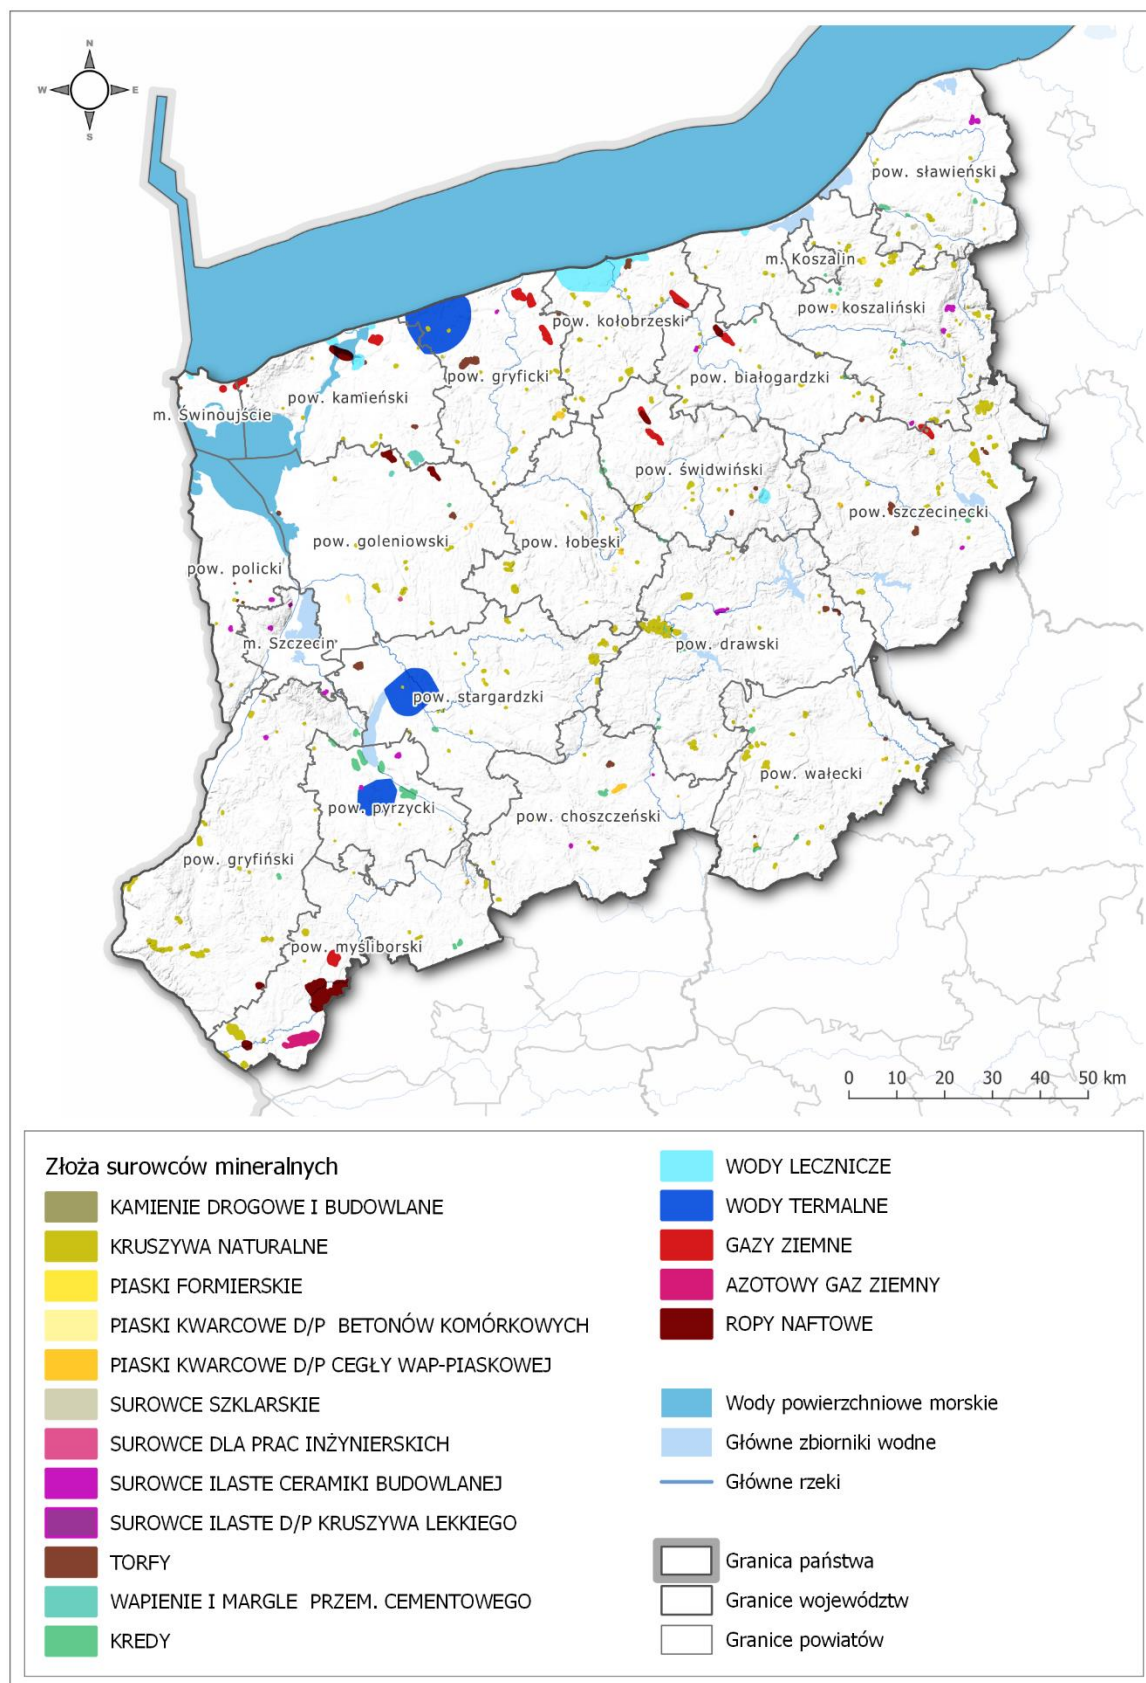 N
W
E
S
pow. sławieński
m. Koszalin
pow. koszaliński
pow. kołobrzeski
pow. gryficki
pow. białogardzki
pow. kamieński
m. Świnoujście
pow. świdwiński
pow. szczecinecki
pow. goleniowski
pow. łobeski
pow. policki
m. Szczecin
pow. drawski
pow. stargardzki
pow. wałecki
pow. pyrzycki
pow. choszczeński
pow. gryfiński
pow. myśliborski
0 10 20 30 40 50 km
Złoża surowców mineralnych
KAMIENIE DROGOWE I BUDOWLANE
KRUSZYWA NATURALNE
PIASKI FORMIERSKIE
PIASKI KWARCOWE D/P BETONÓW KOMÓRKOWYCH
PIASKI KWARCOWE D/P CEGŁY WAP-PIASKOWEJ
SUROWCE SZKLARSKIE
SUROWCE DLA PRAC INŻYNIERSKICH
SUROWCE ILASTE CERAMIKI BUDOWLANEJ
SUROWCE ILASTE D/P KRUSZYWA LEKKIEGO
TORFY
WAPIENIE I MARGLE PRZEM. CEMENTOWEGO
KREDY
WODY LECZNICZE
WODY TERMALNE
GAZY ZIEMNE
AZOTOWY GAZ ZIEMNY
ROPY NAFTOWE
Wody powierzchniowe morskie
Główne zbiorniki wodne
Główne rzeki
Granica państwa
Granice województw
Granice powiatów